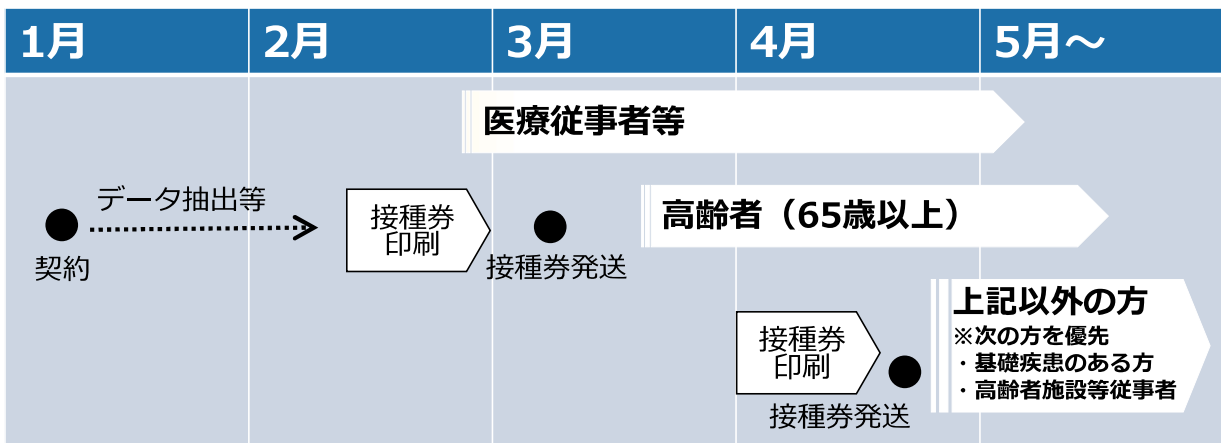 1月
2月
3月
4月
5月～
医療従事者等
データ抽出等
契約
接種券
印刷
接種券発送
高齢者（65歳以上）
接種券
印刷
接種券発送
上記以外の方
※次の方を優先
・基礎疾患のある方
・高齢者施設等従事者